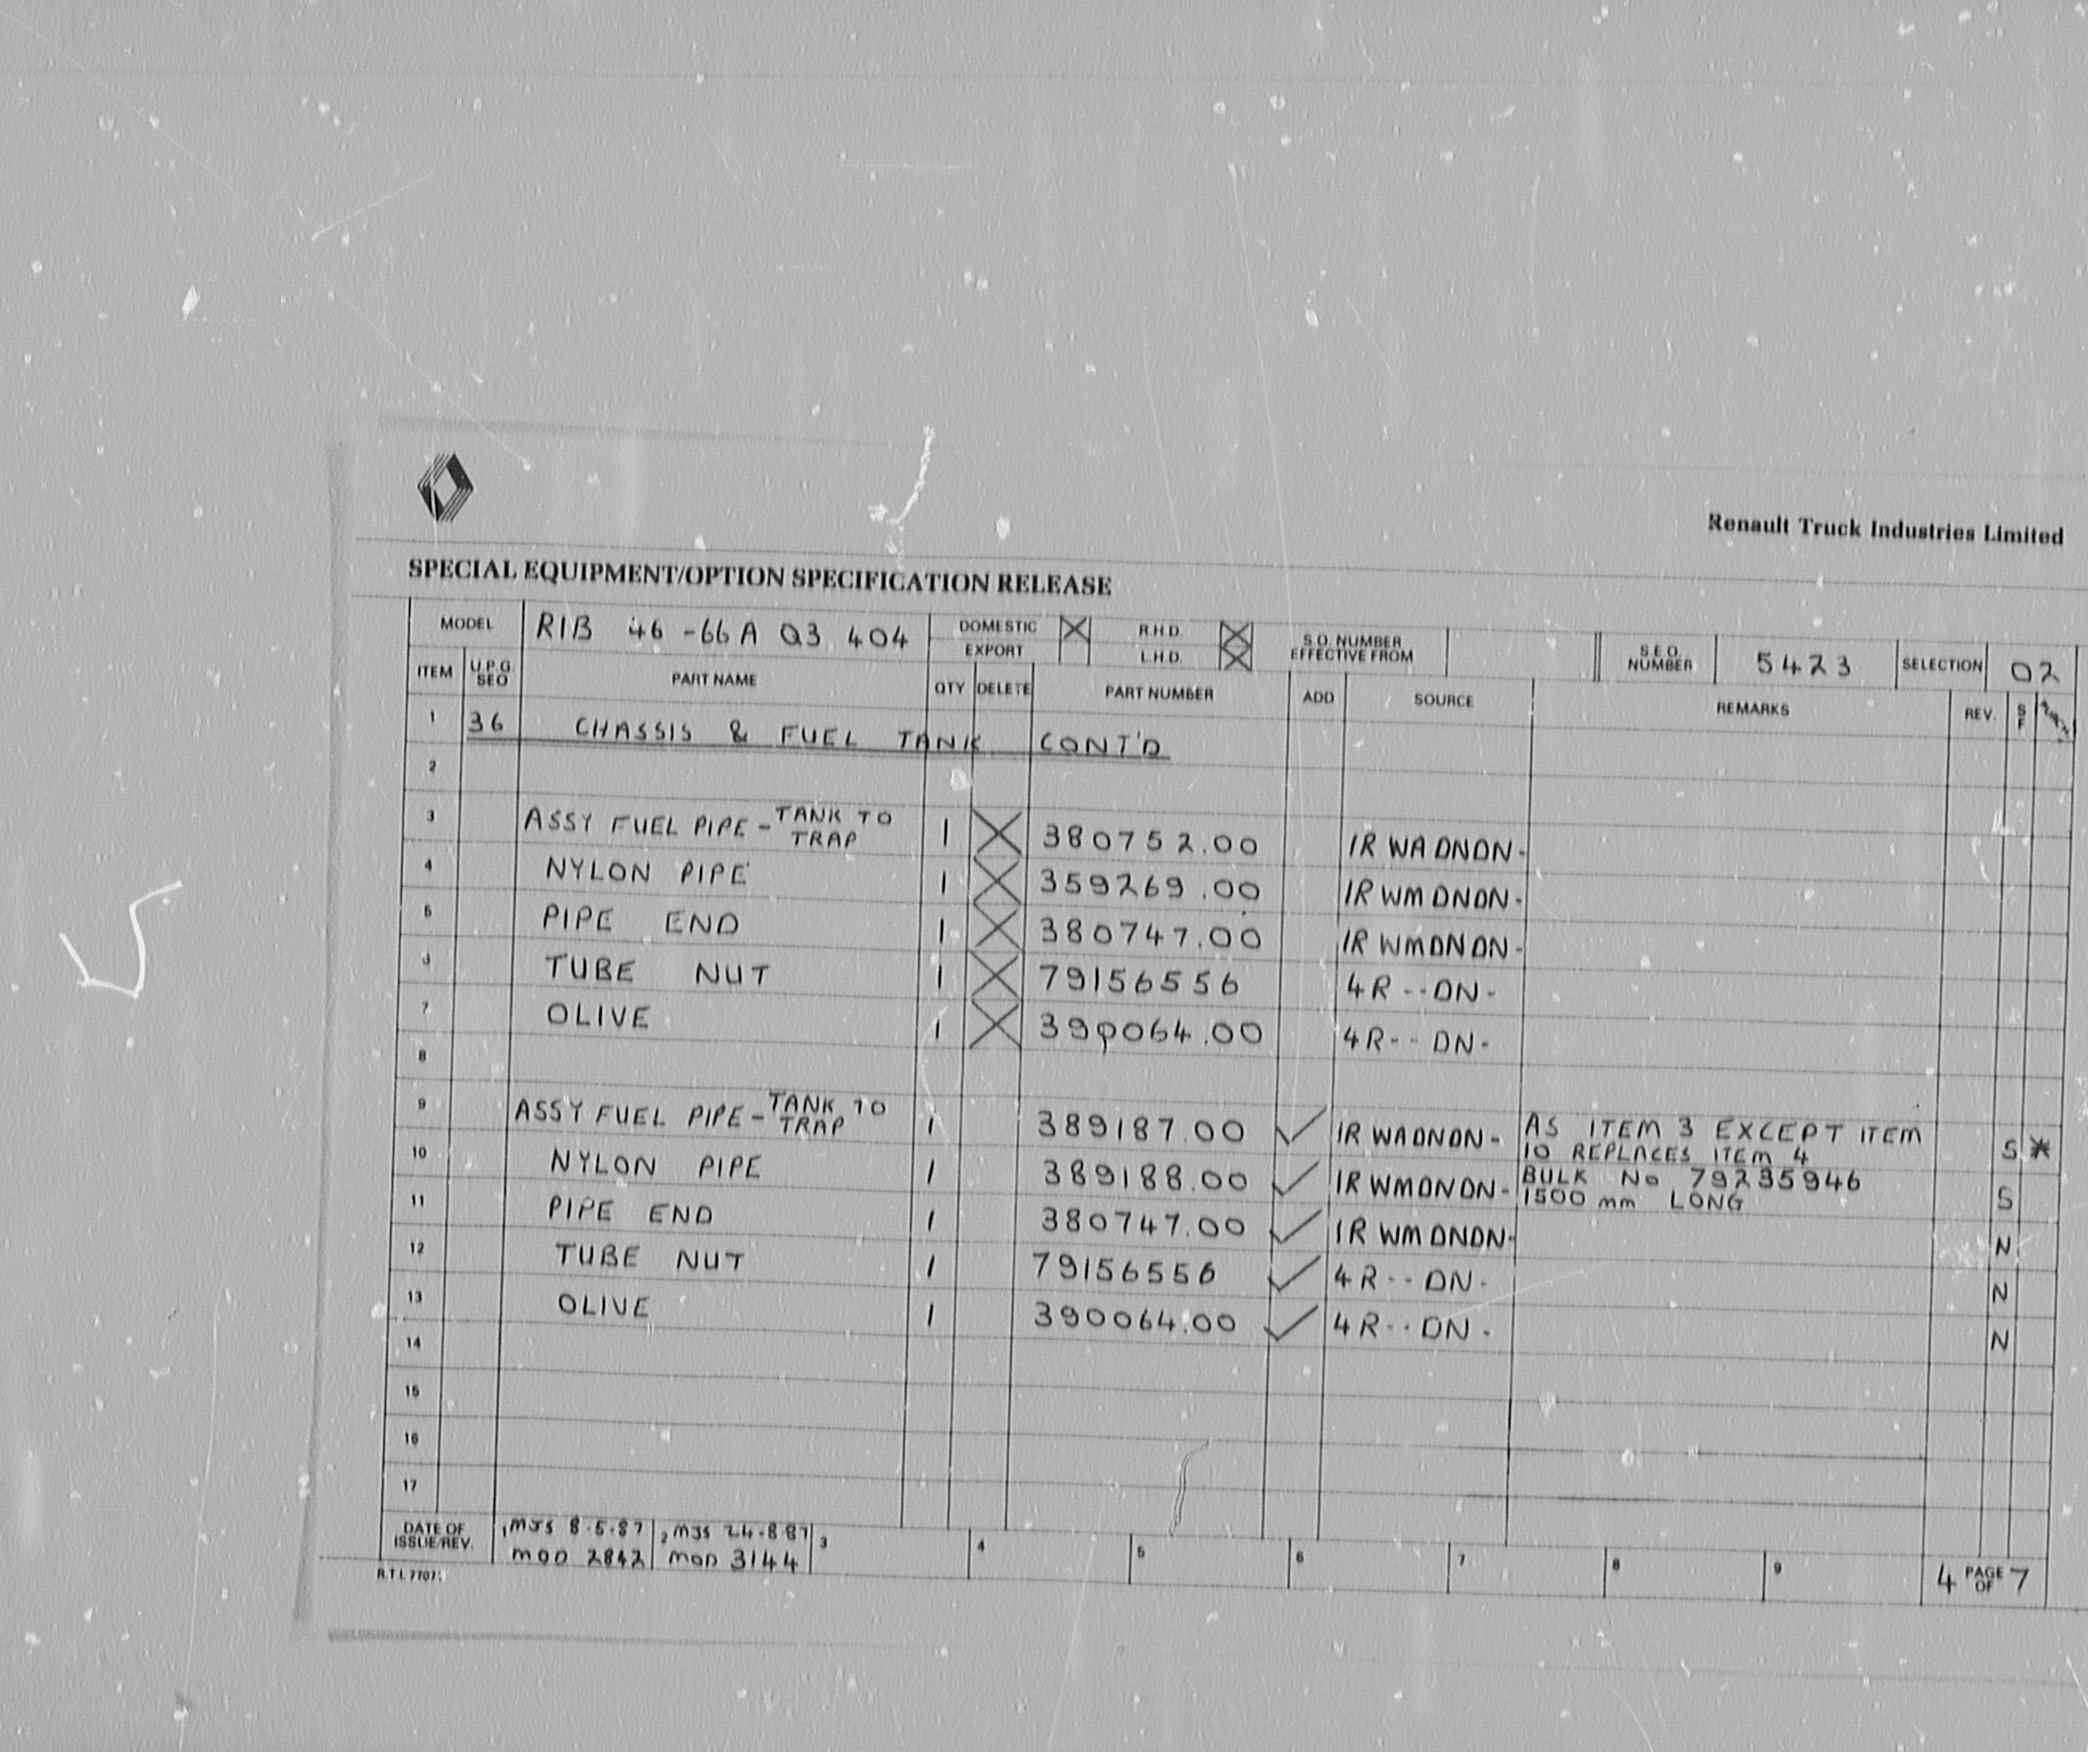 Renault Truck Industries Limited
SPECIAL EQUIPMENT/OPTION SPECIFICATION RELEASE
MODEL RIB 46-66A Q3 404 DOMESTIC X R.H.D. X S.O. NUMBER EFFECTIVE FROM S.E.O. NUMBER 5423 SELECTION 02
EXPORT L.H.D. X
ITEM U.P.G. SEQ PART NAME QTY DELETE PART NUMBER ADD SOURCE REMARKS REV. S F
1 36 CHASSIS & FUEL TANK CONT'D
2
3 ASSY FUEL PIPE - TANK TO TRAP 1 X 380752.00 1R WADNDN-
4 NYLON PIPE 1 X 359269.00 1R WMDNDN-
5 PIPE END 1 X 380747.00 1R WMDNDN-
TUBE NUT 1 X 79156556 4R--DN-
7 OLIVE 1 X 390064.00 4R--DN-
8
9 ASSY FUEL PIPE - TANK TO TRAP 1 389187.00 ✓ 1R WADNDN- AS ITEM 3 EXCEPT ITEM 10 REPLACES ITEM 4 S *
10 NYLON PIPE 1 389188.00 ✓ 1R WMDNDN- BULK No 79235946 1500 mm LONG S
11 PIPE END 1 380747.00 ✓ 1R WMDNDN- N
12 TUBE NUT 1 79156556 ✓ 4R--DN- N
13 OLIVE 1 390064.00 ✓ 4R--DN- N
14
15
16
17
DATE OF ISSUE/REV. 1 MJS 8.5.87 2 MJS 24.8.87 3 4 5 6 7 8 9 4 PAGE OF 7
MOD 2842 MOD 3144
R.T.I. 7707